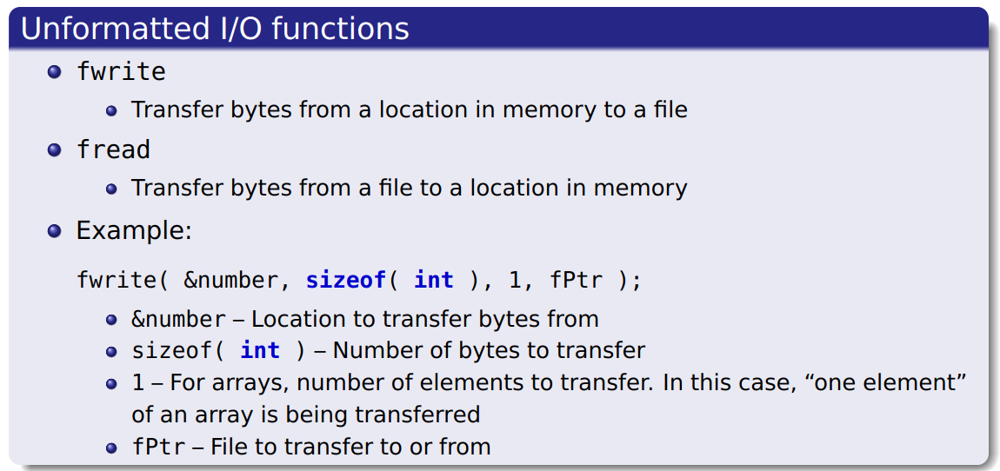 Unformatted I/O functions
fwrite
Transfer bytes from a location in memory to a file
fread
Transfer bytes from a file to a location in memory
Example:
fwrite( &number, sizeof( int ), 1, fPtr );
&number – Location to transfer bytes from
sizeof( int ) – Number of bytes to transfer
1 – For arrays, number of elements to transfer. In this case, “one element”
of an array is being transferred
fPtr – File to transfer to or from